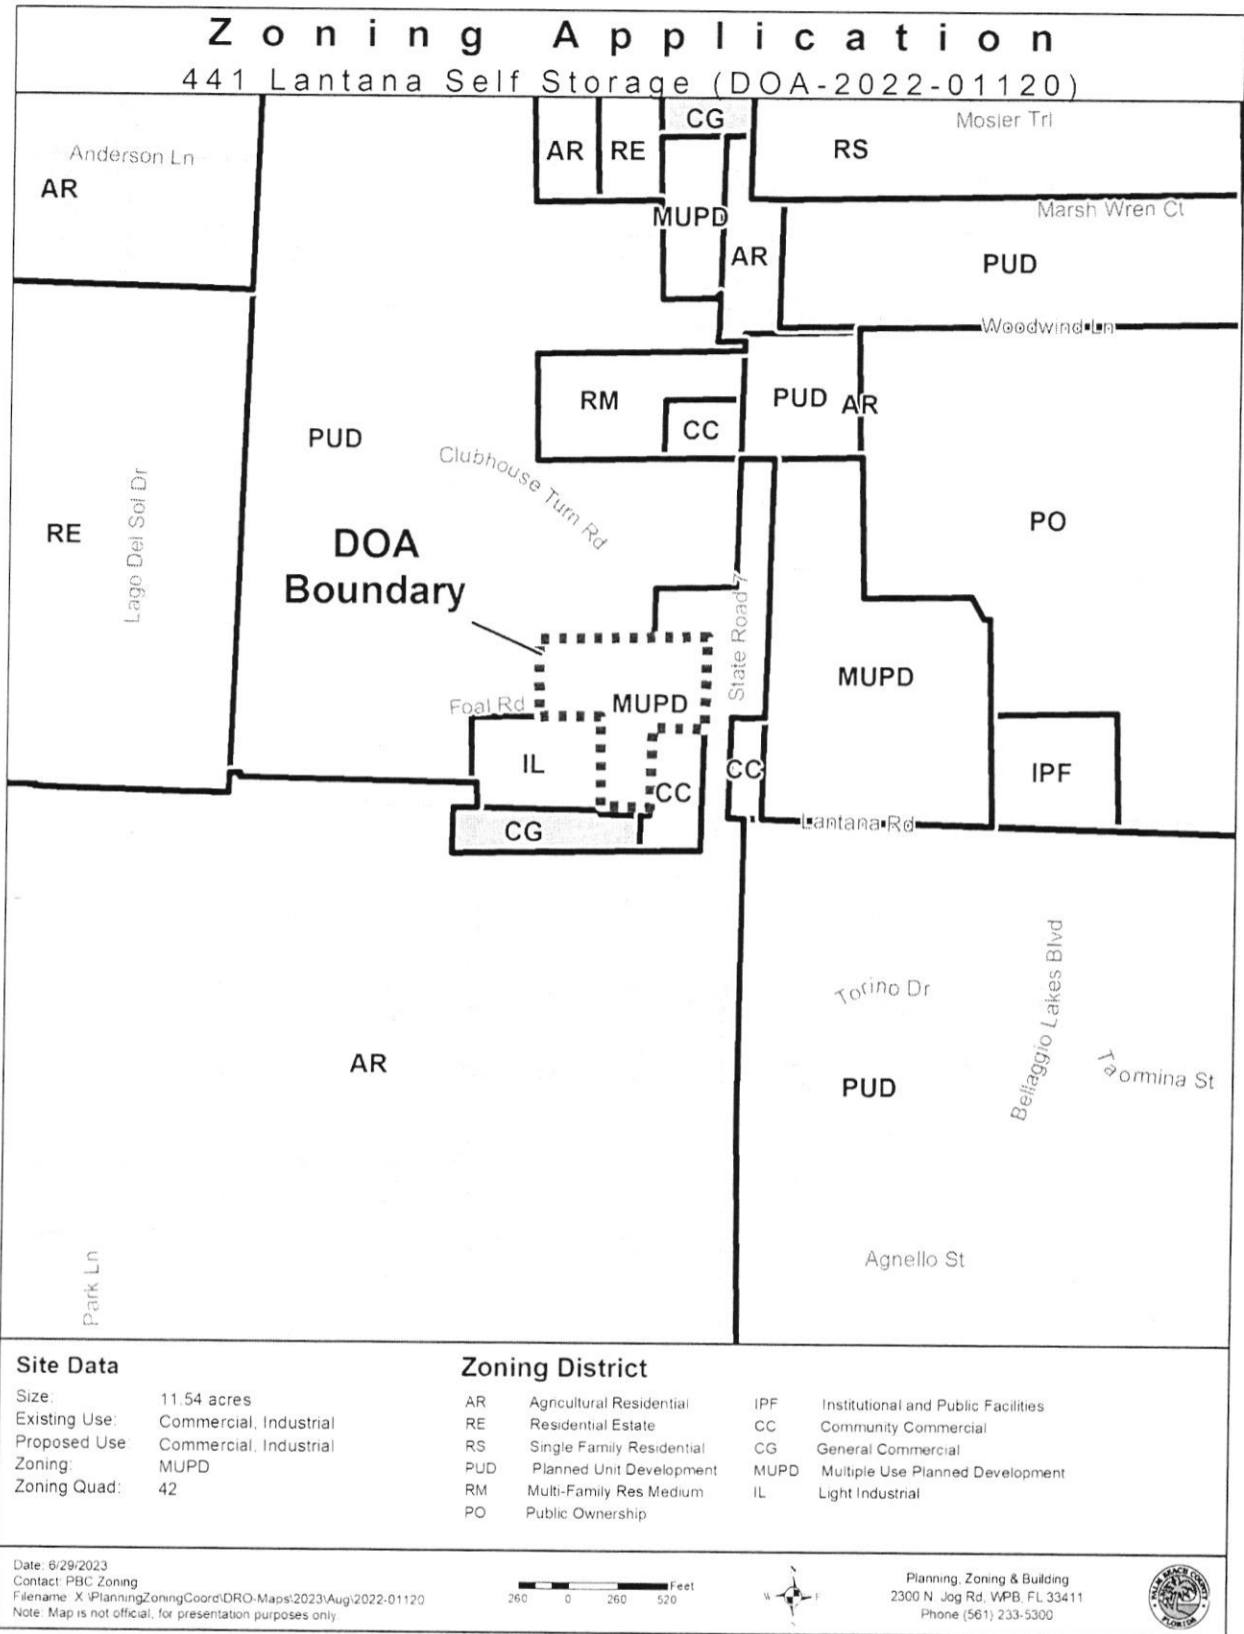 Zoning Application
441 Lantana Self Storage (DOA-2022-01120)
CG
Mosler Trl
Anderson Ln
AR
RE
RS
AR
MUPD
Marsh Wren Ct
AR
PUD
Woodwind Ln
RM
PUD
AR
CC
PUD
Clubhouse Turn Rd
Lago Del Sol Dr
RE
PO
DOA
Boundary
State Road 7
MUPD
Foal Rd
MUPD
IL
CC
IPF
CC
CG
Lantana Rd
Torino Dr
Bellaggio Lakes Blvd
AR
Taormina St
PUD
Park Ln
Agnello St
Site Data
Size: 11.54 acres
Existing Use: Commercial, Industrial
Proposed Use Commercial, Industrial
Zoning: MUPD
Zoning Quad: 42
Zoning District
AR Agricultural Residential
RE Residential Estate
RS Single Family Residential
PUD Planned Unit Development
RM Multi-Family Res Medium
PO Public Ownership
IPF Institutional and Public Facilities
CC Community Commercial
CG General Commercial
MUPD Multiple Use Planned Development
IL Light Industrial
Date: 6/29/2023
Contact: PBC Zoning
Filename X:\PlanningZoningCoord\DRO-Maps\2023\Aug\2022-01120
Note: Map is not official, for presentation purposes only
Feet
260 0 260 520
N
W
Planning, Zoning & Building
2300 N. Jog Rd, WPB, FL 33411
Phone (561) 233-5300
PALM BEACH COUNTY
FLORIDA